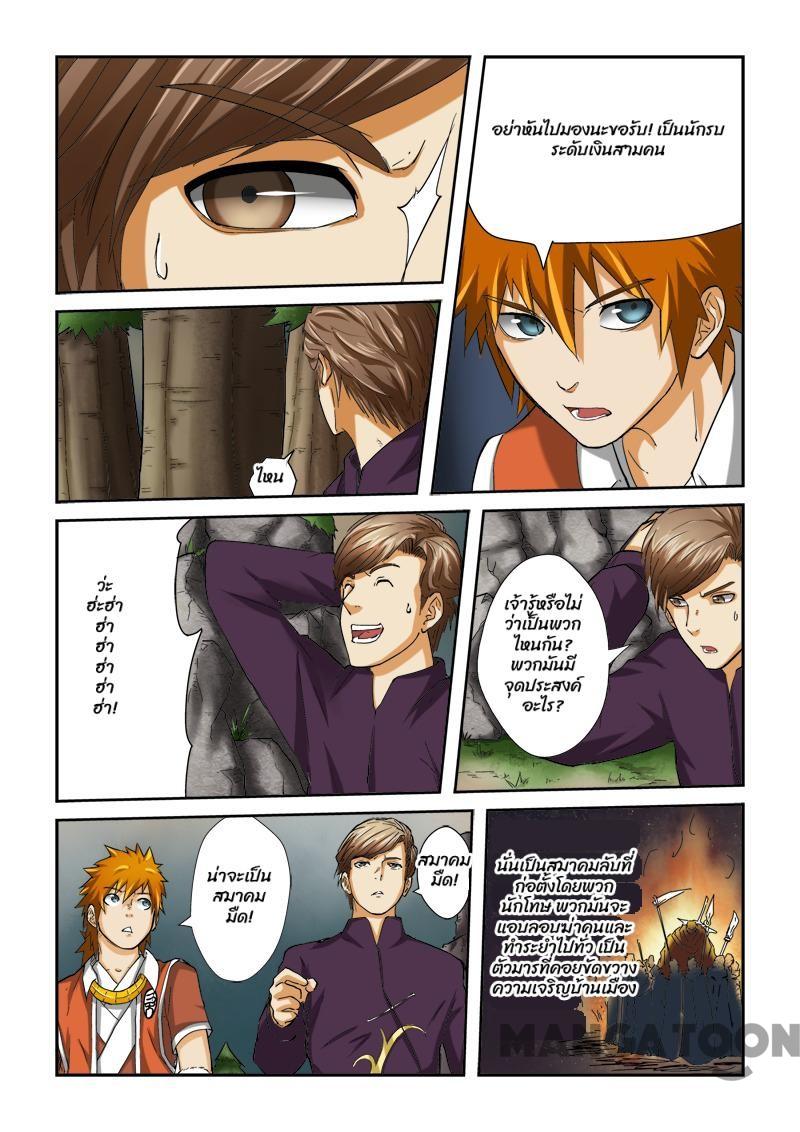 อย่าหันไปมองนะขอรับ! เป็นนักรบ
ระดับเงินสามคน
ไหน
ว่ะ
ฮ่ะฮ่า
ฮ่า
ฮ่า
ฮ่า
ฮ่า
ฮ่า!
เจ้ารู้หรือไม่
ว่าเป็นพวก
ไหนกัน?
พวกมันมี
จุดประสงค์
อะไร?
น่าจะเป็น
สมาคม
มืด!
สมาคม
มืด!
นั่นเป็นสมาคมลับที่
ก่อตั้งโดยพวก
นักโทษ พวกมันจะ
แอบลอบฆ่าคนและ
ทำระยำไปทั่ว เป็น
ตัวมารที่คอยขัดขวาง
ความเจริญบ้านเมือง
MANGATOON